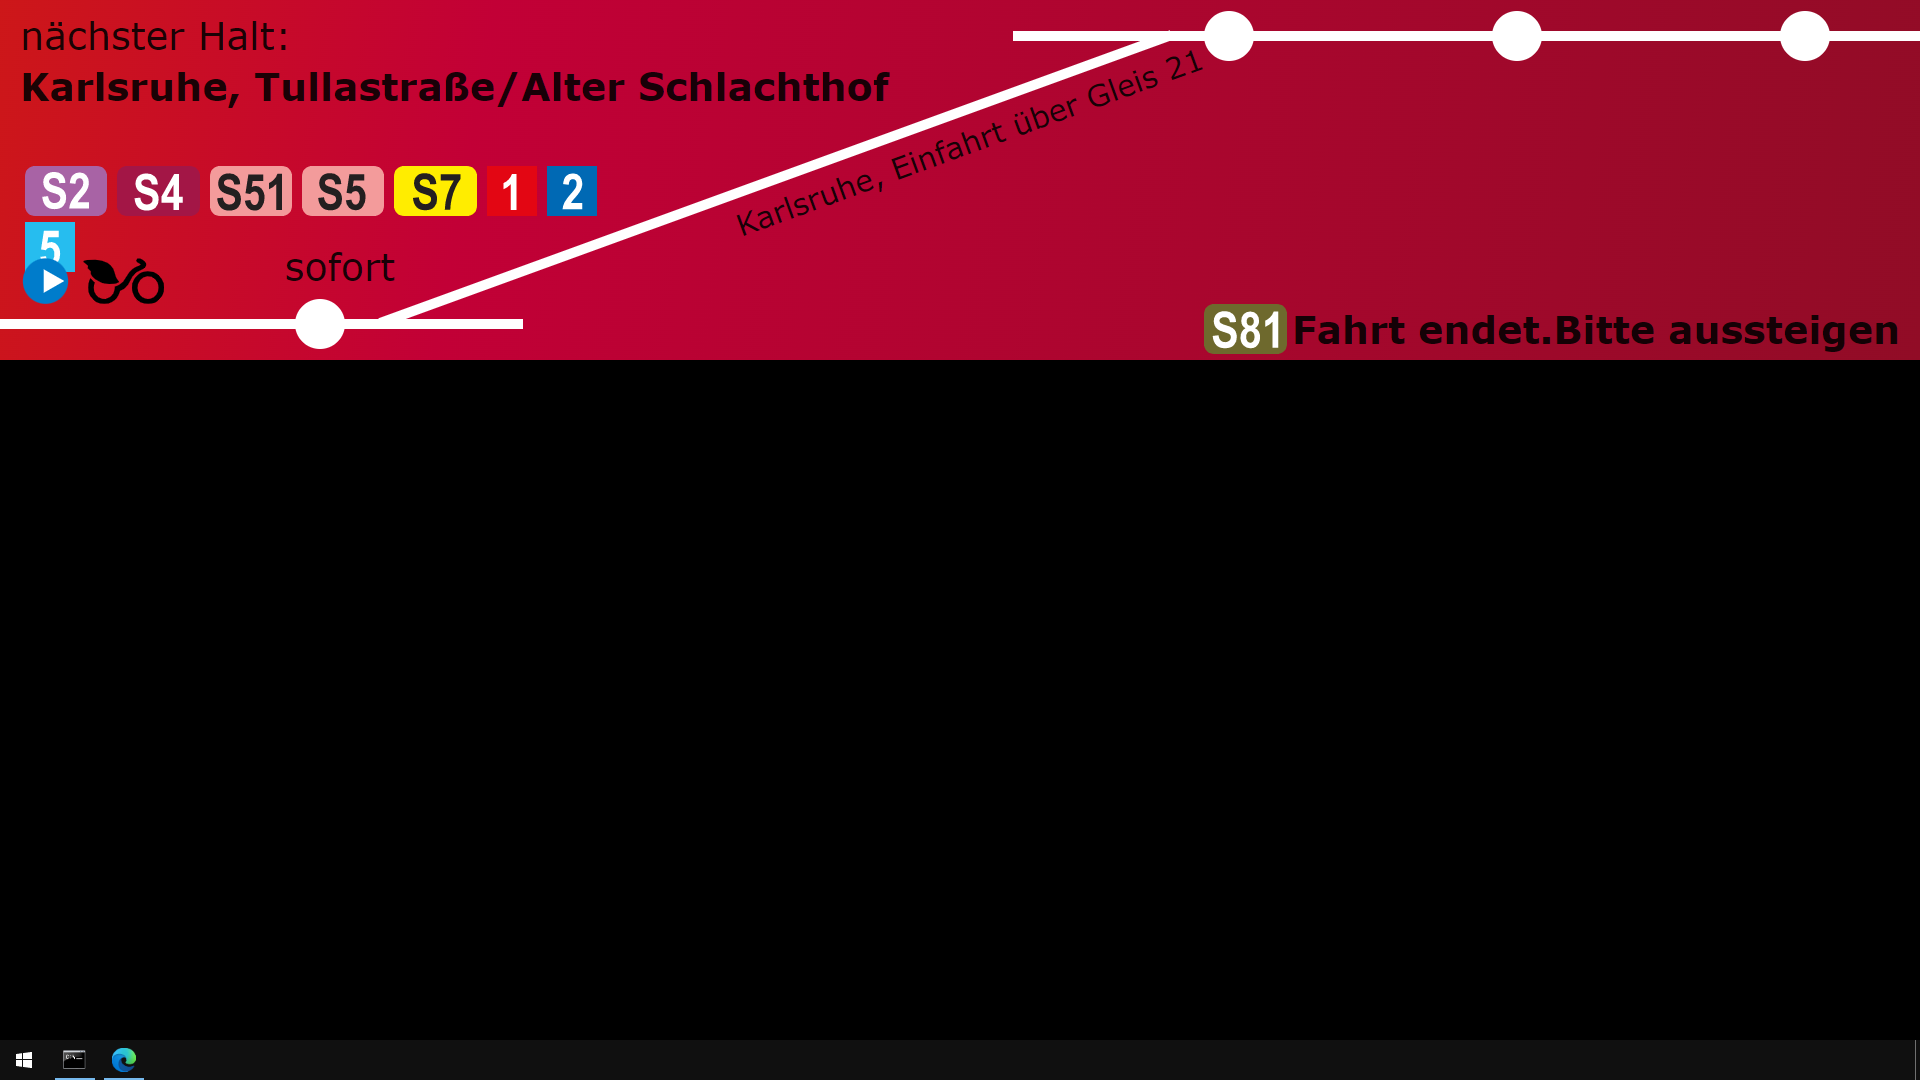 nächster Halt:
Karlsruhe, Tullastraße/Alter Schlachthof
Karlsruhe, Einfahrt über Gleis 21
S2 S4 S51 S5 S7 1 2
5
sofort
S81 Fahrt endet.Bitte aussteigen